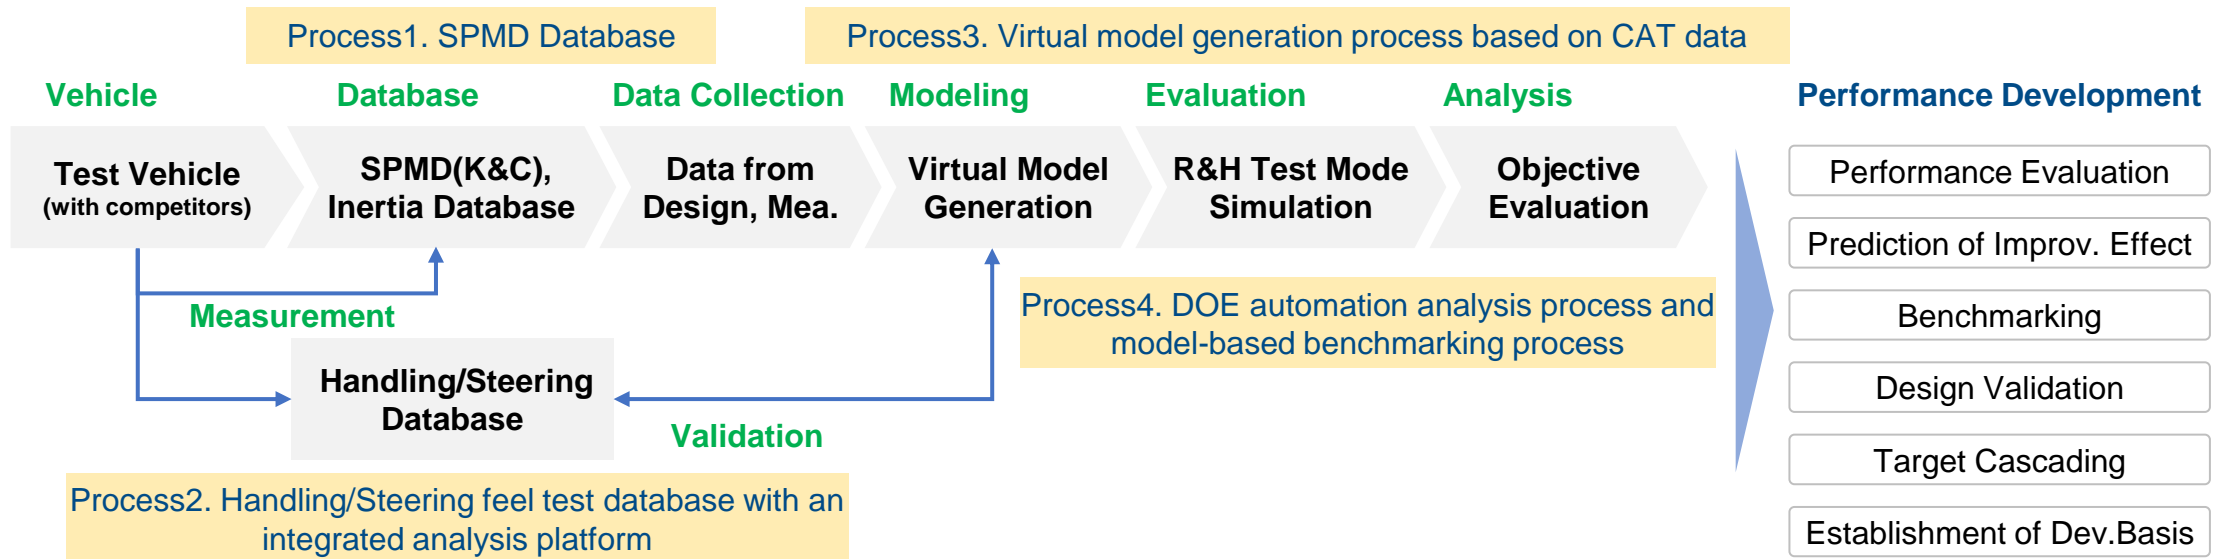 Process1. SPMD Database
Process3. Virtual model generation process based on CAT data
Vehicle
Database
Data Collection
Modeling
Evaluation
Analysis
Performance Development
Test Vehicle
(with competitors)
SPMD(K&C),
Inertia Database
Data from
Design, Mea.
Virtual Model
Generation
R&H Test Mode
Simulation
Objective
Evaluation
Measurement
Handling/Steering
Database
Validation
Process4. DOE automation analysis process and
model-based benchmarking process
Process2. Handling/Steering feel test database with an
integrated analysis platform
Performance Evaluation
Prediction of Improv. Effect
Benchmarking
Design Validation
Target Cascading
Establishment of Dev.Basis